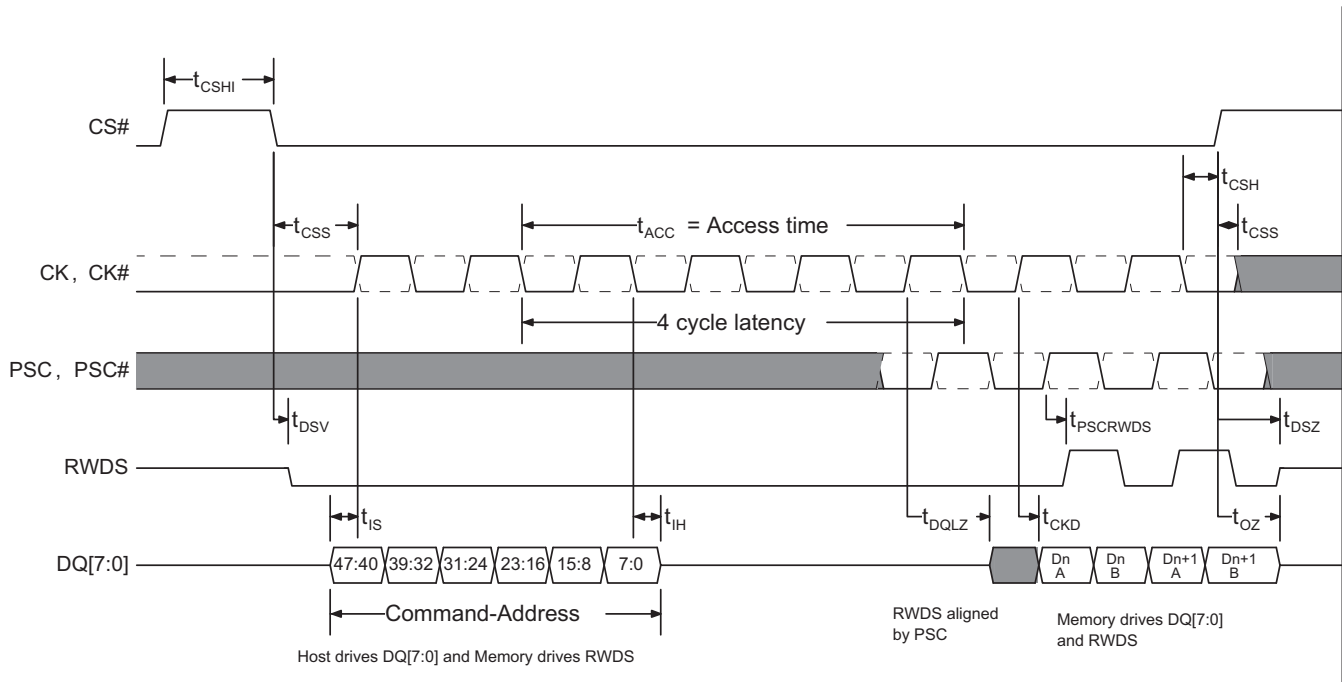 tCSHI
CS#
tCSH
tCSS
tACC = Access time
tCSS
CK, CK#
4 cycle latency
PSC, PSC#
tDSV
tPSCRWDS
tDSZ
RWDS
tIS
tIH
tDQLZ
tCKD
tOZ
DQ[7:0]
47:40 39:32 31:24 23:16 15:8 7:0
Dn A
Dn B
Dn+1 A
Dn+1 B
Command-Address
RWDS aligned
by PSC
Memory drives DQ[7:0]
and RWDS
Host drives DQ[7:0] and Memory drives RWDS